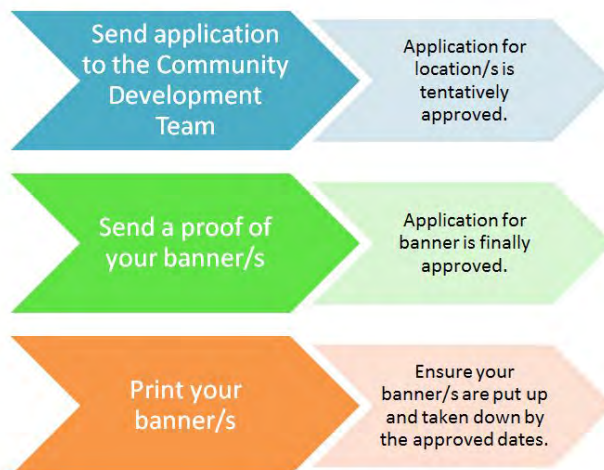 Send application
to the Community
Development
Team
Application for
location/s is
tentatively
approved.
Send a proof of
your banner/s
Application for
banner is finally
approved.
Print your
banner/s
Ensure your
banner/s are put up
and taken down by
the approved dates.